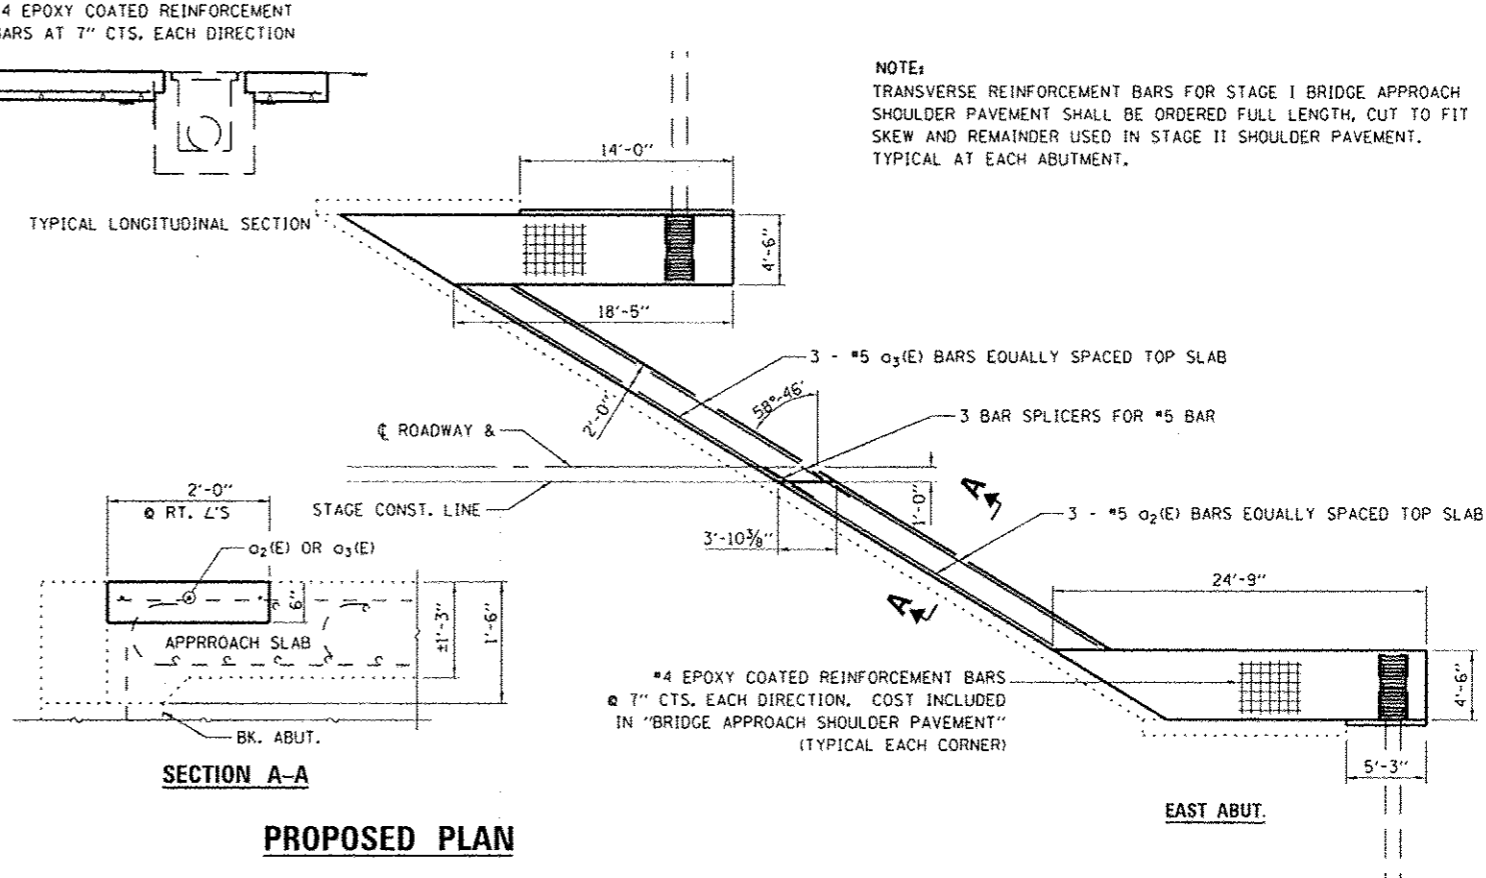 4 EPOXY COATED REINFORCEMENT
BARS AT 7" CTS. EACH DIRECTION
NOTE:
TRANSVERSE REINFORCEMENT BARS FOR STAGE I BRIDGE APPROACH
SHOULDER PAVEMENT SHALL BE ORDERED FULL LENGTH, CUT TO FIT
SKEW AND REMAINDER USED IN STAGE II SHOULDER PAVEMENT.
TYPICAL AT EACH ABUTMENT.
14'-0"
TYPICAL LONGITUDINAL SECTION
4'-6"
18'-5"
3 - #5 a3(E) BARS EQUALLY SPACED TOP SLAB
58°-46'
2'-0"
3 BAR SPLICERS FOR #5 BAR
℄ ROADWAY &
STAGE CONST. LINE
1'-0"
A
3'-10⅜"
3 - #5 a2(E) BARS EQUALLY SPACED TOP SLAB
2'-0"
@ RT. ∠'S
a2(E) OR a3(E)
6"
±1'-3"
1'-6"
APPRROACH SLAB
BK. ABUT.
SECTION A-A
A
24'-9"
#4 EPOXY COATED REINFORCEMENT BARS
@ 7" CTS. EACH DIRECTION. COST INCLUDED
IN "BRIDGE APPROACH SHOULDER PAVEMENT"
(TYPICAL EACH CORNER)
4'-6"
5'-3"
EAST ABUT.
PROPOSED PLAN